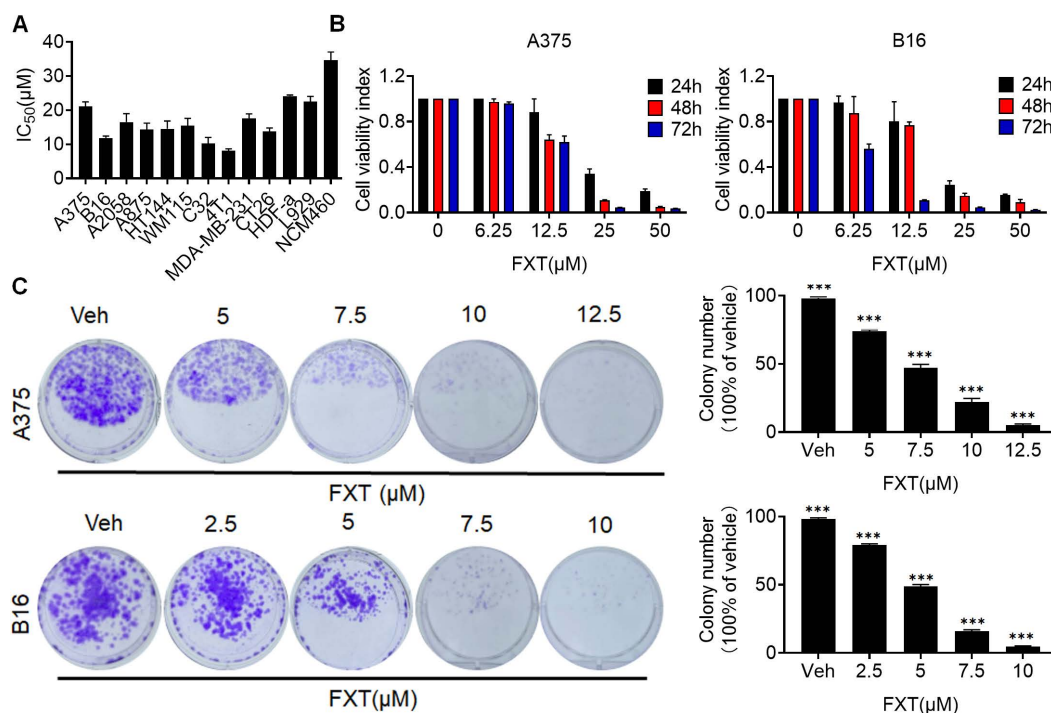 A
IC50(μM)
40
30
20
10
0
A375
B16
A2058
A875
HT144
WM115
C32
4T1
MDA-MB-231
CT26
HDF-a
L929
NCM460
B
A375
Cell viability index
1.2
0.8
0.4
0.0
24h
48h
72h
0 6.25 12.5 25 50
FXT(μM)
B16
Cell viability index
1.2
0.8
0.4
0.0
24h
48h
72h
0 6.25 12.5 25 50
FXT(μM)
C
Veh 5 7.5 10 12.5
A375
FXT (μM)
Colony number
(100% of vehicle)
100
50
0
*** *** *** *** ***
Veh 5 7.5 10 12.5
FXT(μM)
Veh 2.5 5 7.5 10
B16
FXT(μM)
Colony number
(100% of vehicle)
100
50
0
*** *** *** *** ***
Veh 2.5 5 7.5 10
FXT(μM)